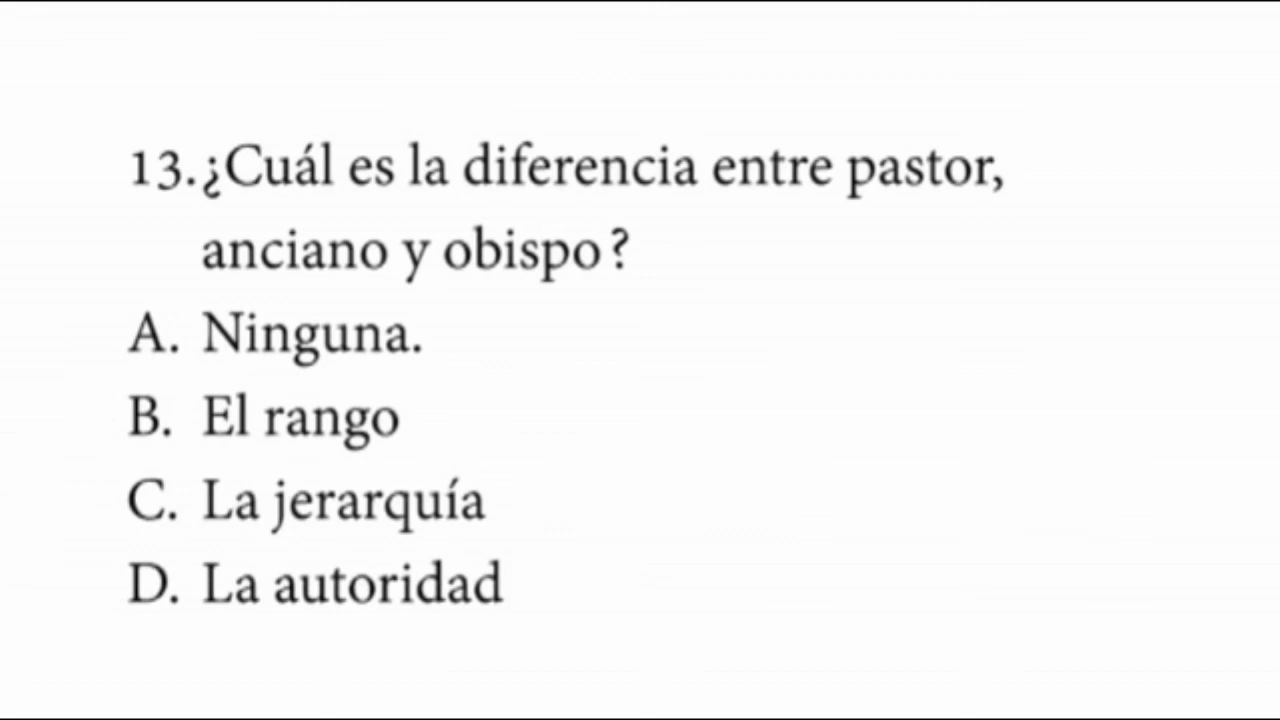 13. ¿Cuál es la diferencia entre pastor,
anciano y obispo?
A. Ninguna.
B. El rango
C. La jerarquía
D. La autoridad